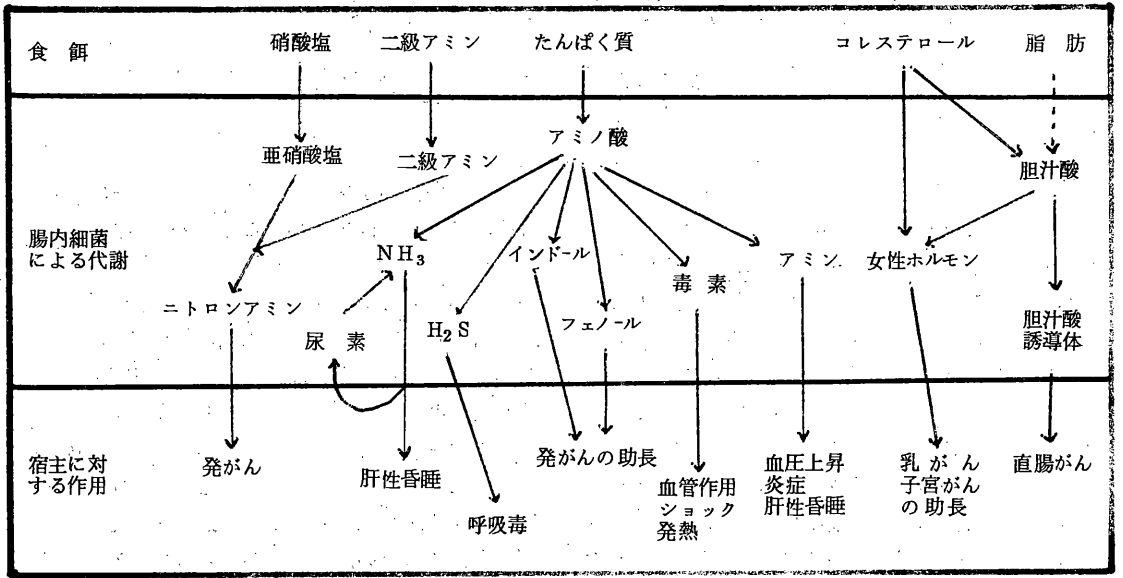 食餌
硝酸塩
二級アミン
たんぱく質
コレステロール
脂肪
腸内細菌
による代謝
亜硝酸塩
二級アミン
アミノ酸
胆汁酸
NH₃
インドール
毒素
アミン
女性ホルモン
ニトロンアミン
尿素
H₂S
フェノール
胆汁酸
誘導体
宿主に対
する作用
発がん
肝性昏睡
呼吸毒
発がんの助長
血管作用
ショック
発熱
血圧上昇
炎症
肝性昏睡
乳がん
子宮がん
の助長
直腸がん